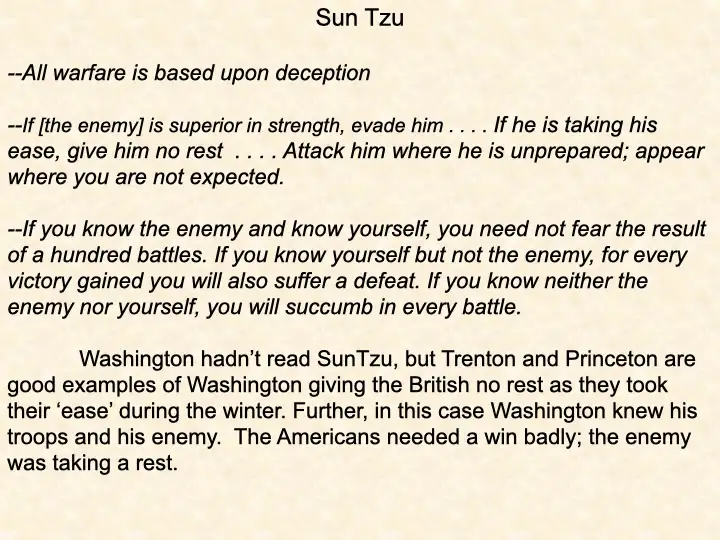 Sun Tzu
--All warfare is based upon deception
--If [the enemy] is superior in strength, evade him . . . . If he is taking his
ease, give him no rest  . . . . Attack him where he is unprepared; appear
where you are not expected.
--If you know the enemy and know yourself, you need not fear the result
of a hundred battles. If you know yourself but not the enemy, for every
victory gained you will also suffer a defeat. If you know neither the
enemy nor yourself, you will succumb in every battle.
Washington hadn’t read SunTzu, but Trenton and Princeton are
good examples of Washington giving the British no rest as they took
their ‘ease’ during the winter. Further, in this case Washington knew his
troops and his enemy.  The Americans needed a win badly; the enemy
was taking a rest.